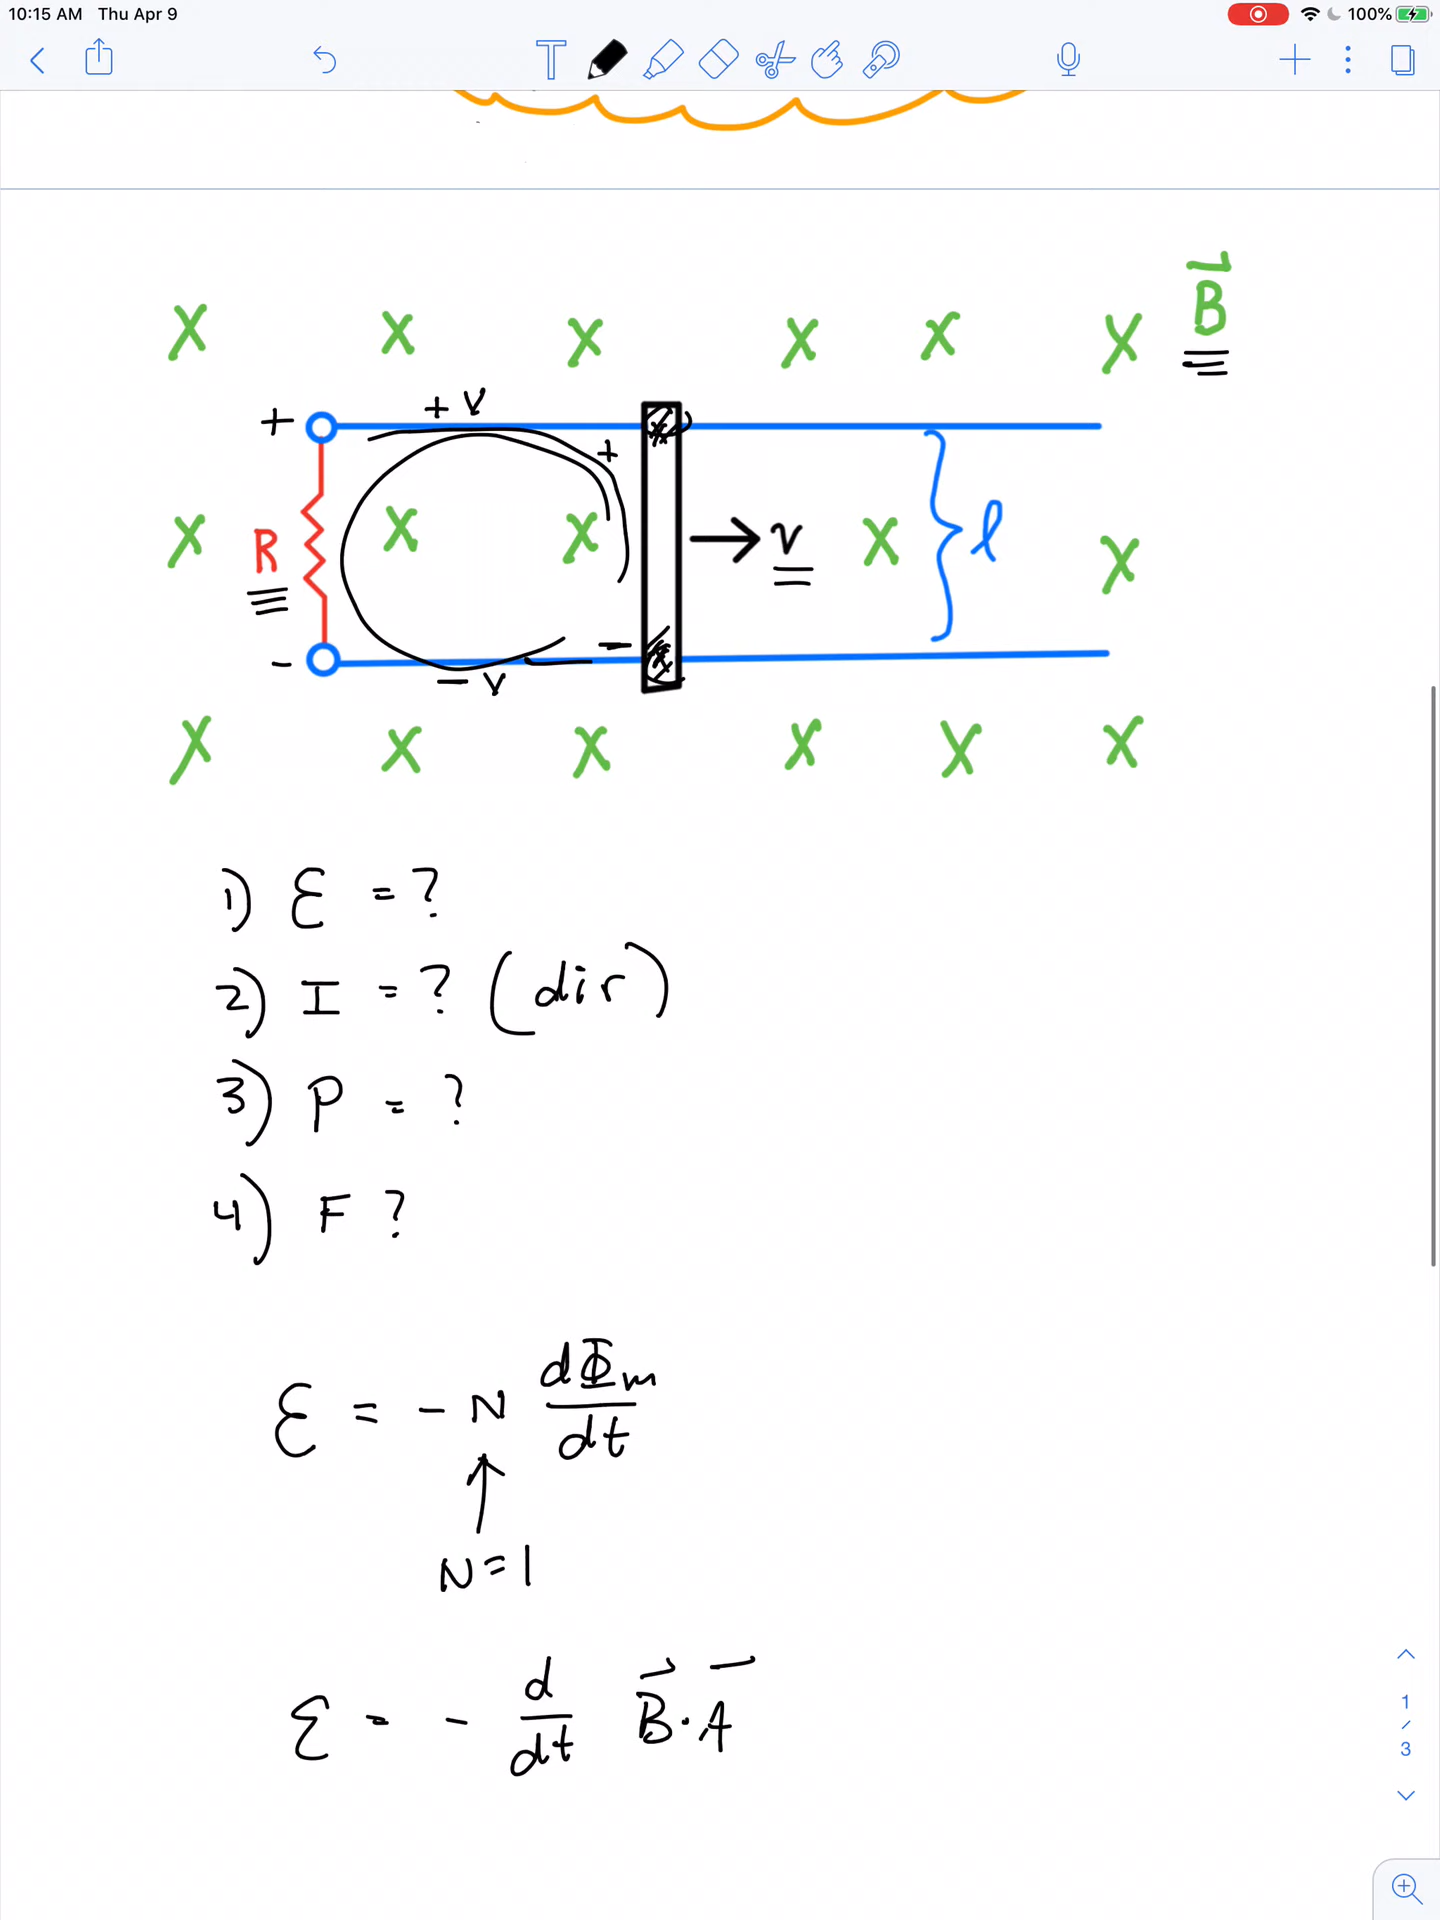 10:15 AM Thu Apr 9 100%
T
X X X X X X B
+ + V
+
X R X X → v X l X
-
-
- V
X X X X X X
1) ℰ = ?
2) I = ? (dir)
3) P = ?
4) F ?
ℰ = - N dΦm/dt
↑
N=1
ℰ = - d/dt B⃗·A⃗
1
/
3